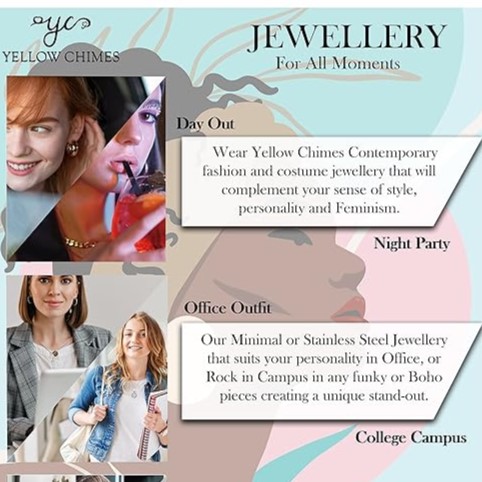 yc
YELLOW CHIMES
JEWELLERY
For All Moments
Day Out
Wear Yellow Chimes Contemporary
fashion and costume jewellery that will
complement your sense of style,
personality and Feminism.
Night Party
Office Outfit
Our Minimal or Stainless Steel Jewellery
that suits your personality in Office, or
Rock in Campus in any funky or Boho
pieces creating a unique stand-out.
College Campus